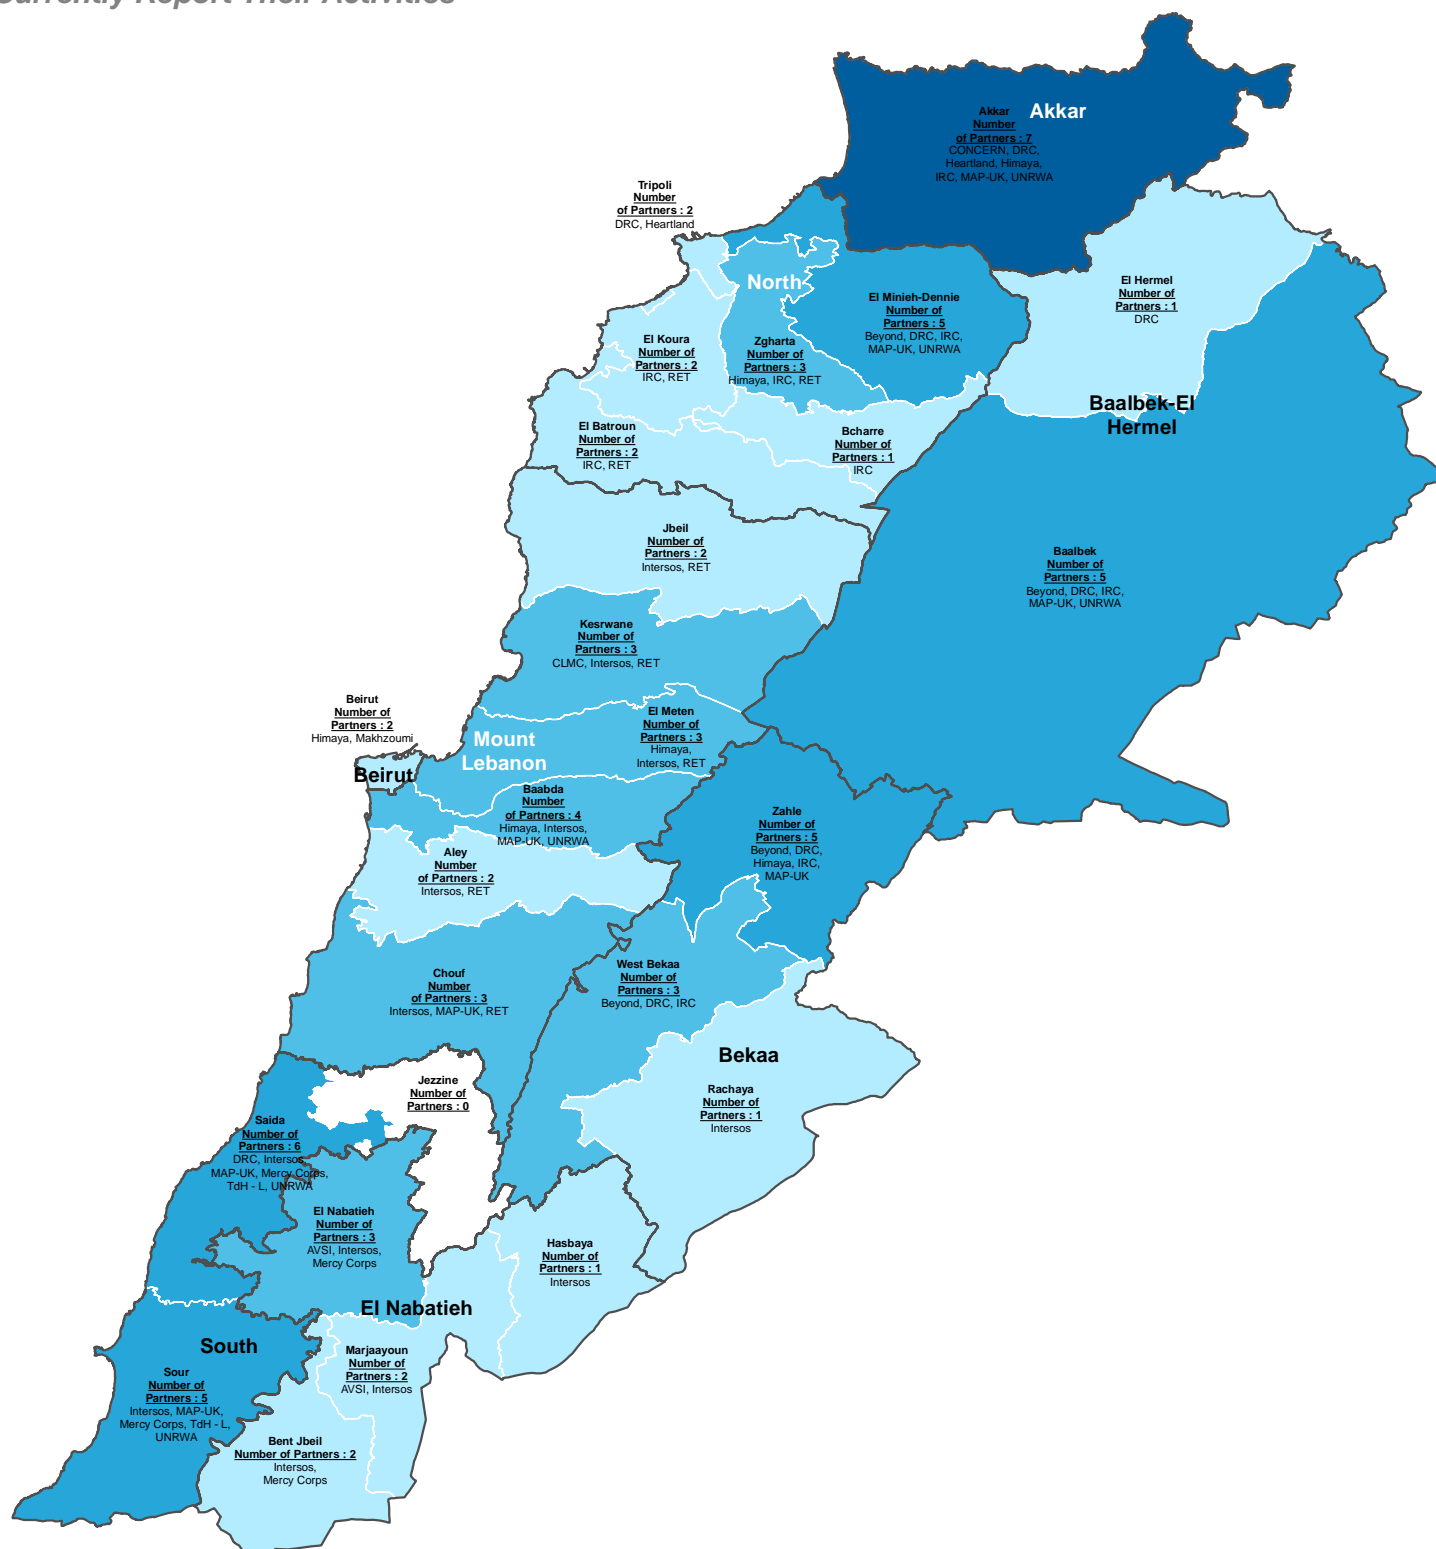 Currently Report Their Activities
Akkar
Akkar
Number
of Partners : 7
CONCERN, DRC,
Heartland, Himaya,
IRC, MAP-UK, UNRWA
Tripoli
Number
of Partners : 2
DRC, Heartland
North
El Minieh-Dennie
Number of
Partners : 5
Beyond, DRC, IRC,
MAP-UK, UNRWA
El Hermel
Number of
Partners : 1
DRC
El Koura
Number of
Partners : 2
IRC, RET
Zgharta
Number of
Partners : 3
Himaya, IRC, RET
Baalbek-El
Hermel
El Batroun
Number of
Partners : 2
IRC, RET
Bcharre
Number of
Partners : 1
IRC
Jbeil
Number of
Partners : 2
Intersos, RET
Baalbek
Number of
Partners : 5
Beyond, DRC, IRC,
MAP-UK, UNRWA
Kesrwane
Number of
Partners : 3
CLMC, Intersos, RET
Beirut
Number of
Partners : 2
Himaya, Makhzoumi
El Meten
Number of
Partners : 3
Himaya,
Intersos, RET
Mount
Lebanon
Beirut
Baabda
Number
of Partners : 4
Himaya, Intersos,
MAP-UK, UNRWA
Zahle
Number of
Partners : 5
Beyond, DRC,
Himaya, IRC,
MAP-UK
Aley
Number
of Partners : 2
Intersos, RET
Chouf
Number
of Partners : 3
Intersos, MAP-UK, RET
West Bekaa
Number of
Partners : 3
Beyond, DRC, IRC
Bekaa
Rachaya
Number of
Partners : 1
Intersos
Jezzine
Number of
Partners : 0
Saida
Number of
Partners : 6
DRC, Intersos,
MAP-UK, Mercy Corps,
TdH - L, UNRWA
El Nabatieh
Number of
Partners : 3
AVSI, Intersos,
Mercy Corps
Hasbaya
Number of
Partners : 1
Intersos
El Nabatieh
South
Marjaayoun
Number of
Partners : 2
AVSI, Intersos
Sour
Number of
Partners : 5
Intersos, MAP-UK,
Mercy Corps, TdH - L,
UNRWA
Bent Jbeil
Number of Partners : 2
Intersos,
Mercy Corps